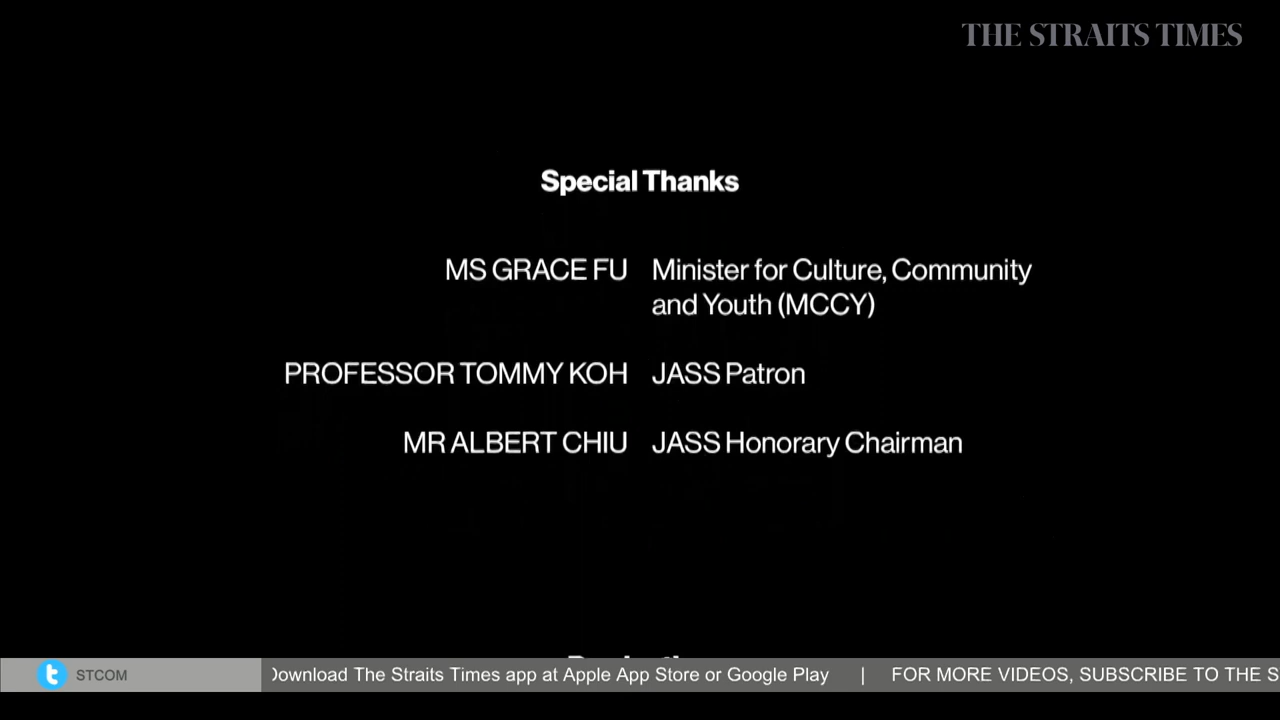 THE STRAITS TIMES
Special Thanks
MS GRACE FU Minister for Culture, Community
and Youth (MCCY)
PROFESSOR TOMMY KOH JASS Patron
MR ALBERT CHIU JASS Honorary Chairman
STCOM Download The Straits Times app at Apple App Store or Google Play | FOR MORE VIDEOS, SUBSCRIBE TO THE S